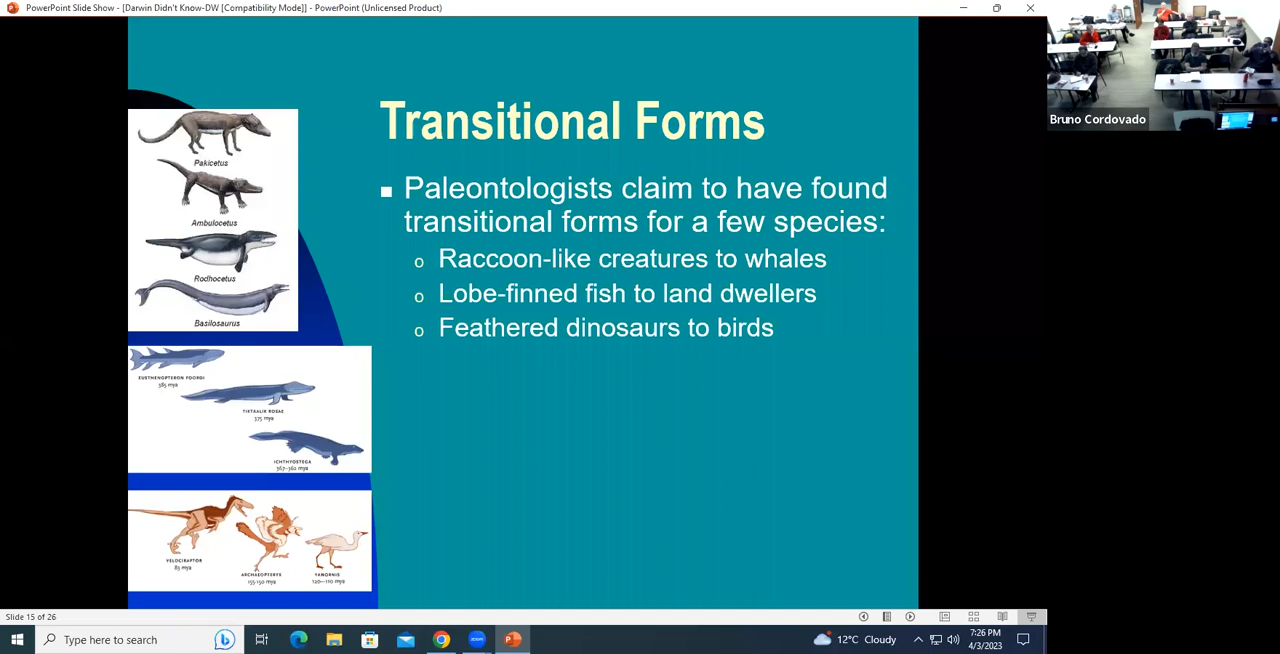 PowerPoint Slide Show - [Darwin Didn't Know-DW [Compatibility Mode]] - PowerPoint (Unlicensed Product)
Bruno Cordovado
Transitional Forms
Paleontologists claim to have found
transitional forms for a few species:
o Raccoon-like creatures to whales
o Lobe-finned fish to land dwellers
o Feathered dinosaurs to birds
Pakicetus
Ambulocetus
Rodhocetus
Basilosaurus
EUSTHENOPTERON FOORDI
385 mya
TIKTAALIK ROSAE
375 mya
ICHTHYOSTEGA
367–362 mya
VELOCIRAPTOR
83 mya
ARCHAEOPTERYX
155-150 mya
YANORNIS
120–110 mya
Slide 15 of 26
Type here to search
12°C Cloudy
7:26 PM
4/3/2023